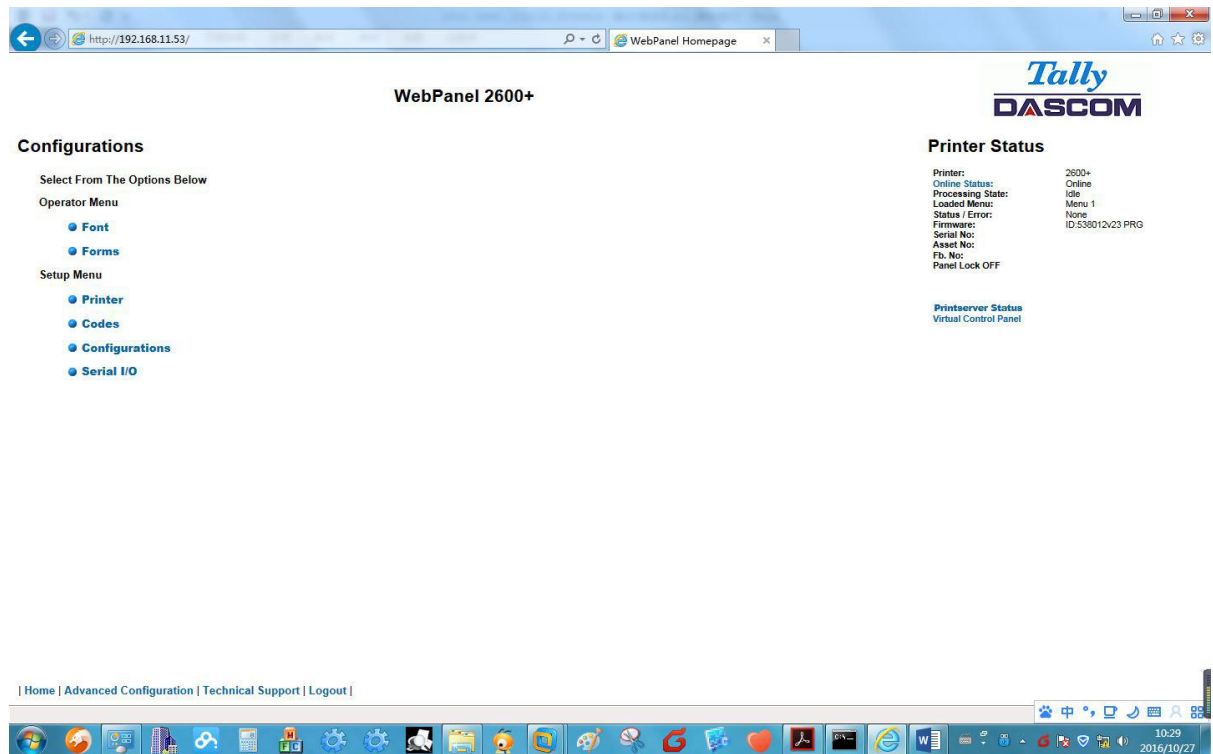 http://192.168.11.53/
WebPanel Homepage
WebPanel 2600+
Tally
DASCOM
Configurations
Select From The Options Below
Operator Menu
Font
Forms
Setup Menu
Printer
Codes
Configurations
Serial I/O
Printer Status
Printer: 2600+
Online Status: Online
Processing State: Idle
Loaded Menu: Menu 1
Status / Error: None
Firmware: ID:538012v23 PRG
Serial No:
Asset No:
Fb. No:
Panel Lock OFF
Printserver Status
Virtual Control Panel
| Home | Advanced Configuration | Technical Support | Logout |
中
10:29
2016/10/27